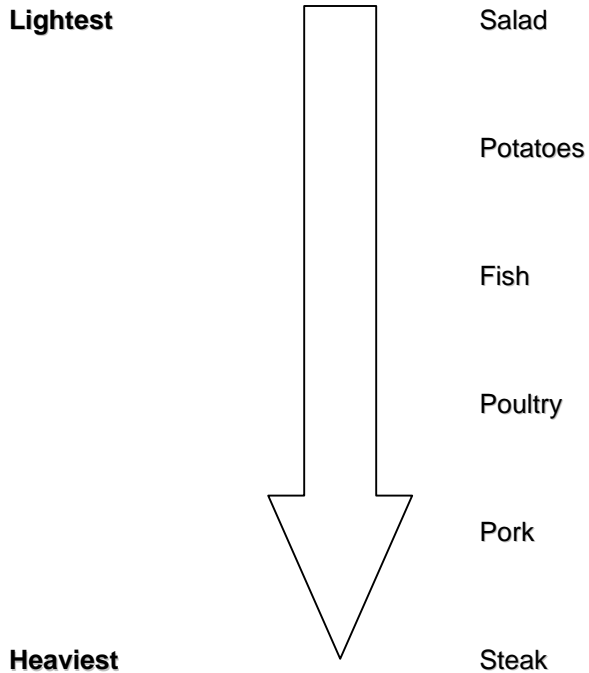 Lightest
Salad
Potatoes
Fish
Poultry
Pork
Heaviest
Steak